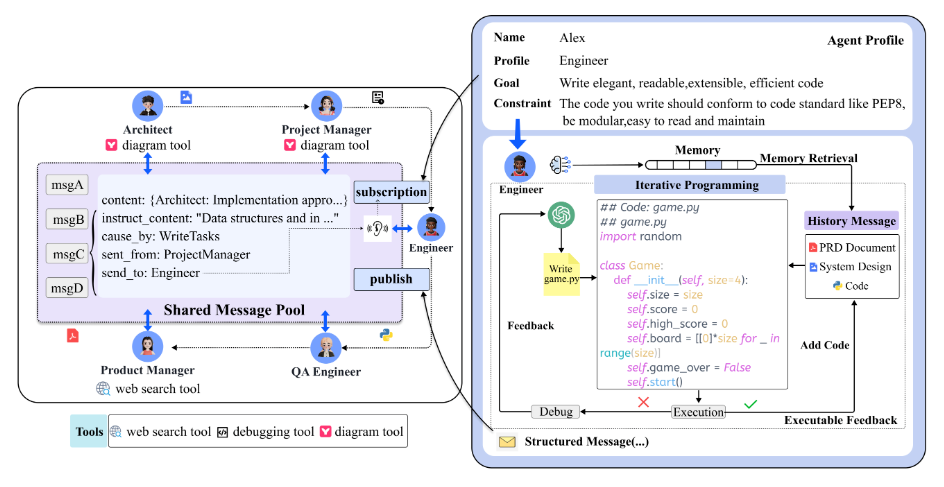 Architect
diagram tool
Project Manager
diagram tool
msgA
msgB
msgC
msgD
content: {Architect: Implementation appro...}
instruct_content: "Data structures and in ..."
cause_by: WriteTasks
sent_from: ProjectManager
send_to: Engineer
Shared Message Pool
subscription
Engineer
publish
Product Manager
web search tool
QA Engineer
Tools
web search tool
debugging tool
diagram tool
Agent Profile
Name Alex
Profile Engineer
Goal Write elegant, readable,extensible, efficient code
Constraint The code you write should conform to code standard like PEP8,
be modular,easy to read and maintain
Engineer
Memory
Memory Retrieval
Iterative Programming
Write
game.py
Feedback
## Code: game.py
## game.py
import random
class Game:
def __init__(self, size=4):
self.size = size
self.score = 0
self.high_score = 0
self.board = [[0]*size for _ in
range(size)]
self.game_over = False
self.start()
History Message
PRD Document
System Design
Code
Add Code
Debug
Execution
Executable Feedback
Structured Message(...)